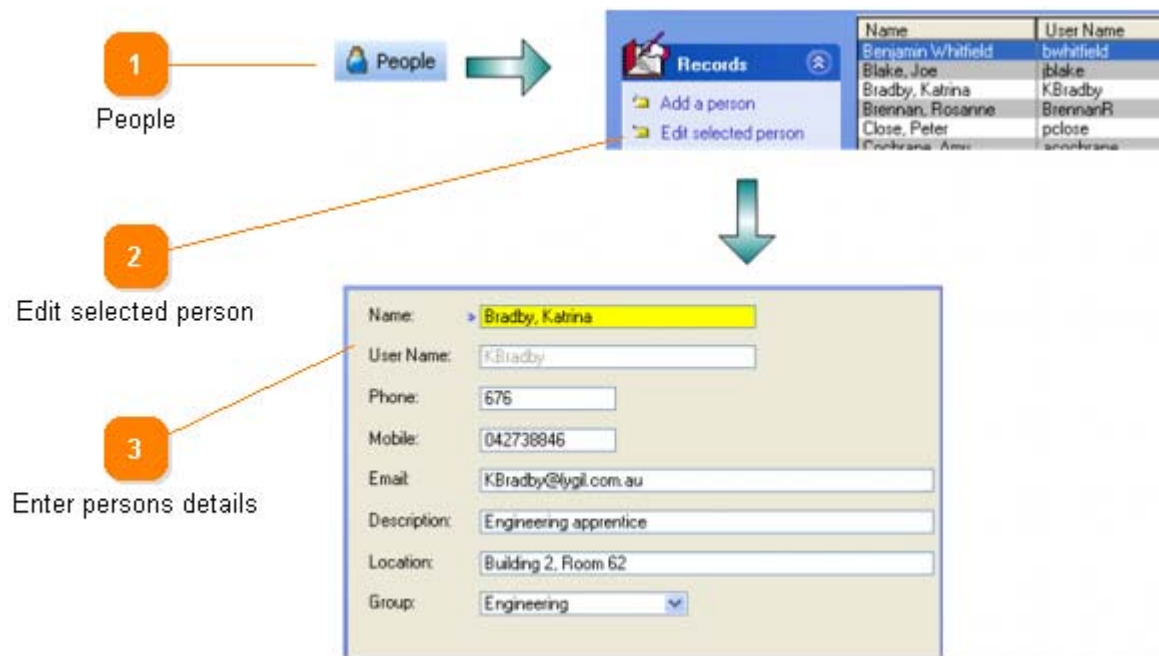 1
People
People
Records
Add a person
Edit selected person
Name User Name
Benjamin Whitfield bwhitfield
Blake, Joe jblake
Bradby, Katrina KBradby
Brennan, Rosanne BrennanR
Close, Peter pclose
Cochrane, Amy acochrane
2
Edit selected person
3
Enter persons details
Name: Bradby, Katrina
User Name: KBradby
Phone: 676
Mobile: 042738846
Email: KBradby@lygil.com.au
Description: Engineering apprentice
Location: Building 2, Room 62
Group: Engineering